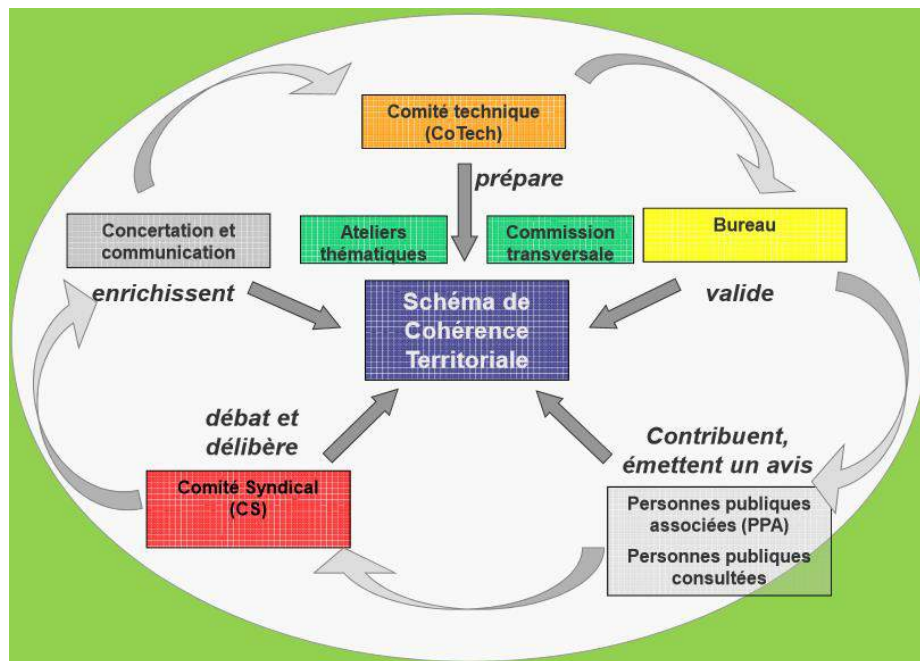 Comité technique
(CoTech)
prépare
Concertation et
communication
Ateliers
thématiques
Commission
transversale
Bureau
enrichissent
valide
Schéma de
Cohérence
Territoriale
débat et
délibère
Contribuent,
émettent un avis
Comité Syndical
(CS)
Personnes publiques
associées (PPA)
Personnes publiques
consultées